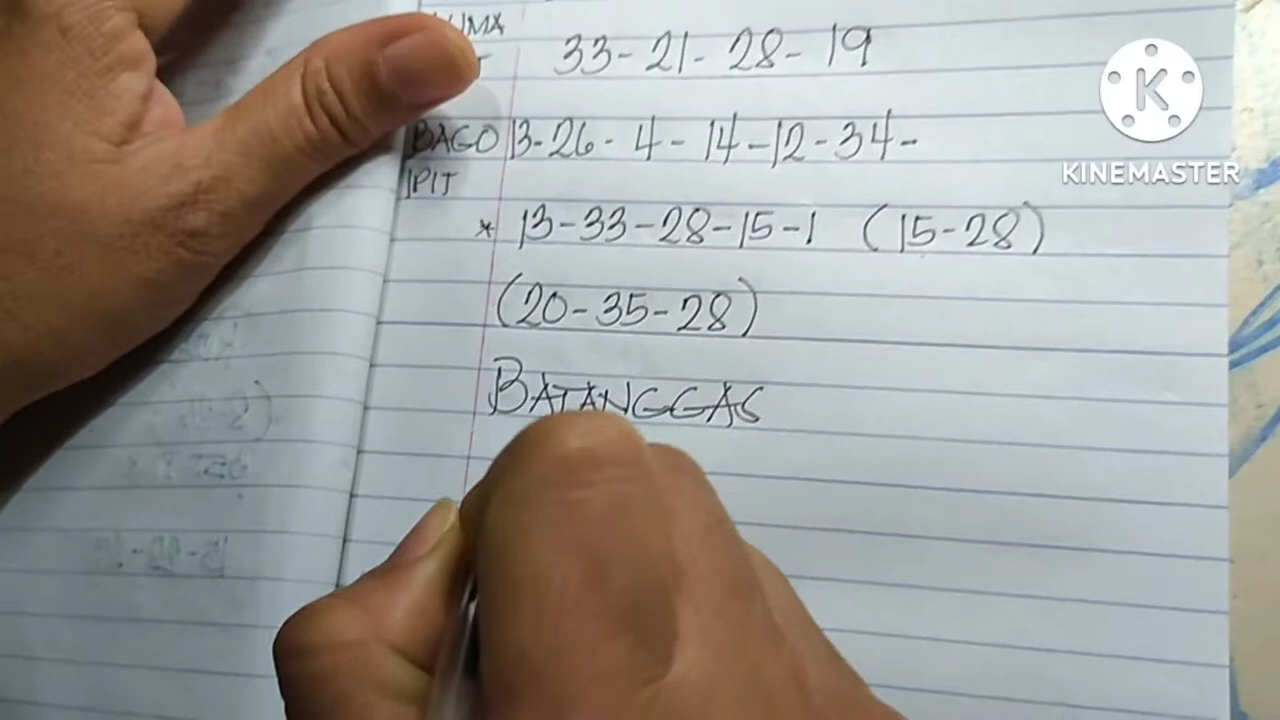 33-21-28-19
BAGO 13-26-4-14-12-34-
IPIT
* 13-33-28-15-1 (15-28)
(20-35-28)
BATANGGAS
K
KINEMASTER